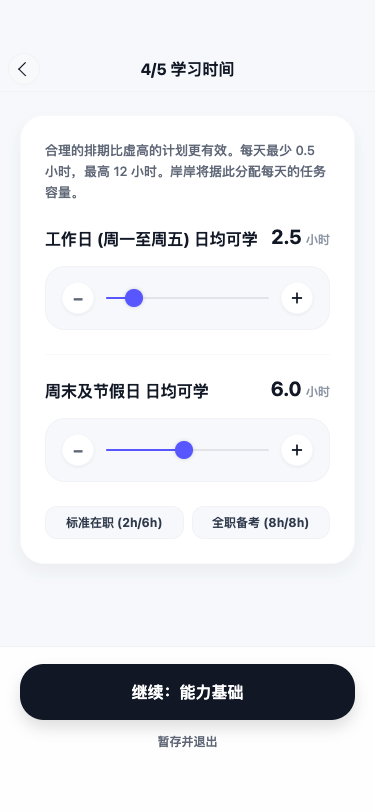 4/5 学习时间
合理的排期比虚高的计划更有效。每天最少 0.5
小时，最高 12 小时。岸岸将据此分配每天的任务
容量。
工作日 (周一至周五) 日均可学 2.5 小时
– +
周末及节假日 日均可学 6.0 小时
– +
标准在职 (2h/6h) 全职备考 (8h/8h)
继续：能力基础
暂存并退出